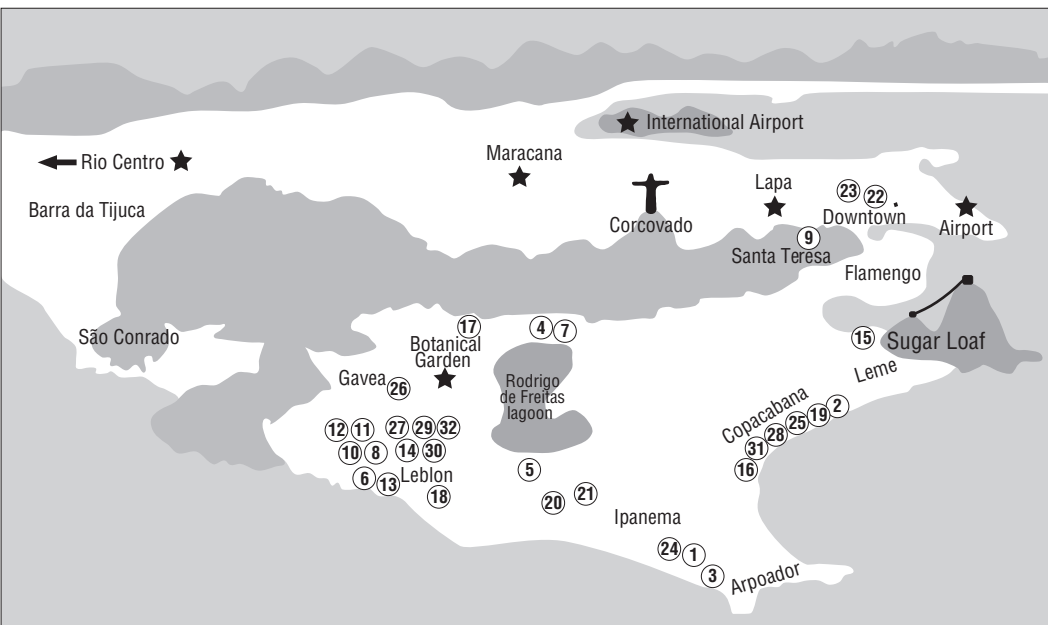 International Airport
Maracana
Rio Centro
Lapa
Barra da Tijuca
23
22
Downtown
Corcovado
Airport
9
Santa Teresa
Flamengo
17
4
7
São Conrado
15
Sugar Loaf
Botanical
Garden
Leme
Gavea
26
Rodrigo
de Freitas
lagoon
Copacabana
2
19
25
28
31
16
12
11
27
29
32
10
8
14
30
6
13
Leblon
18
5
20
21
Ipanema
24
1
3
Arpoador